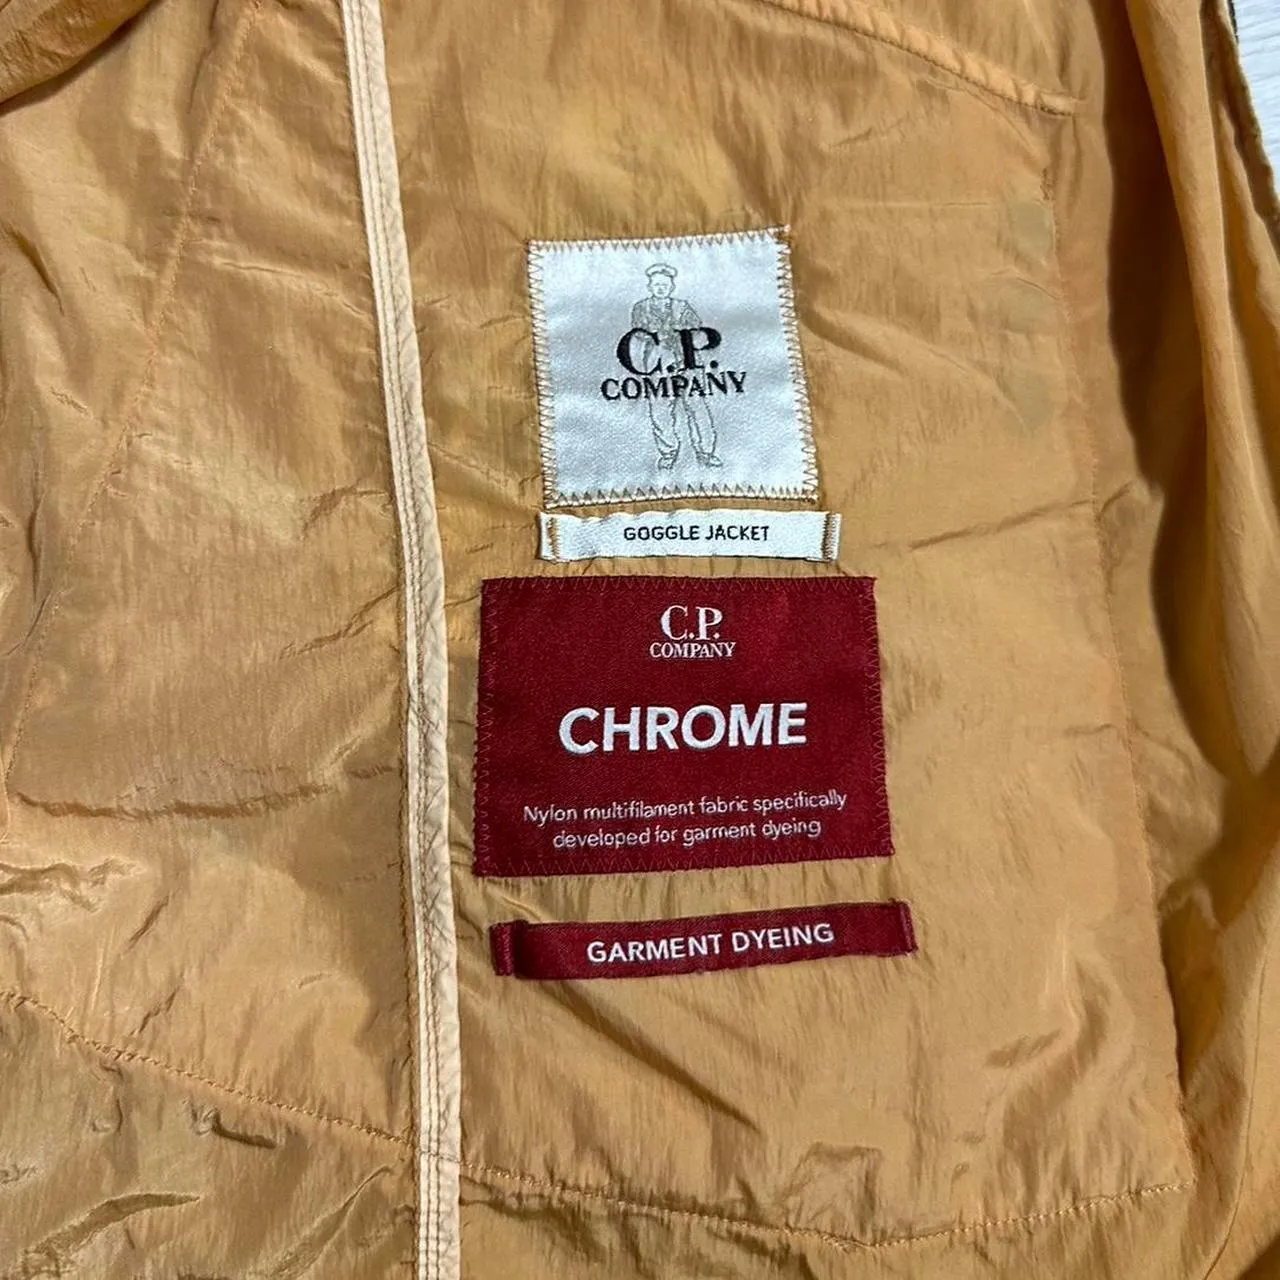 C.P.
COMPANY
GOGGLE JACKET
C.P.
COMPANY
CHROME
Nylon multifilament fabric specifically
developed for garment dyeing
GARMENT DYEING